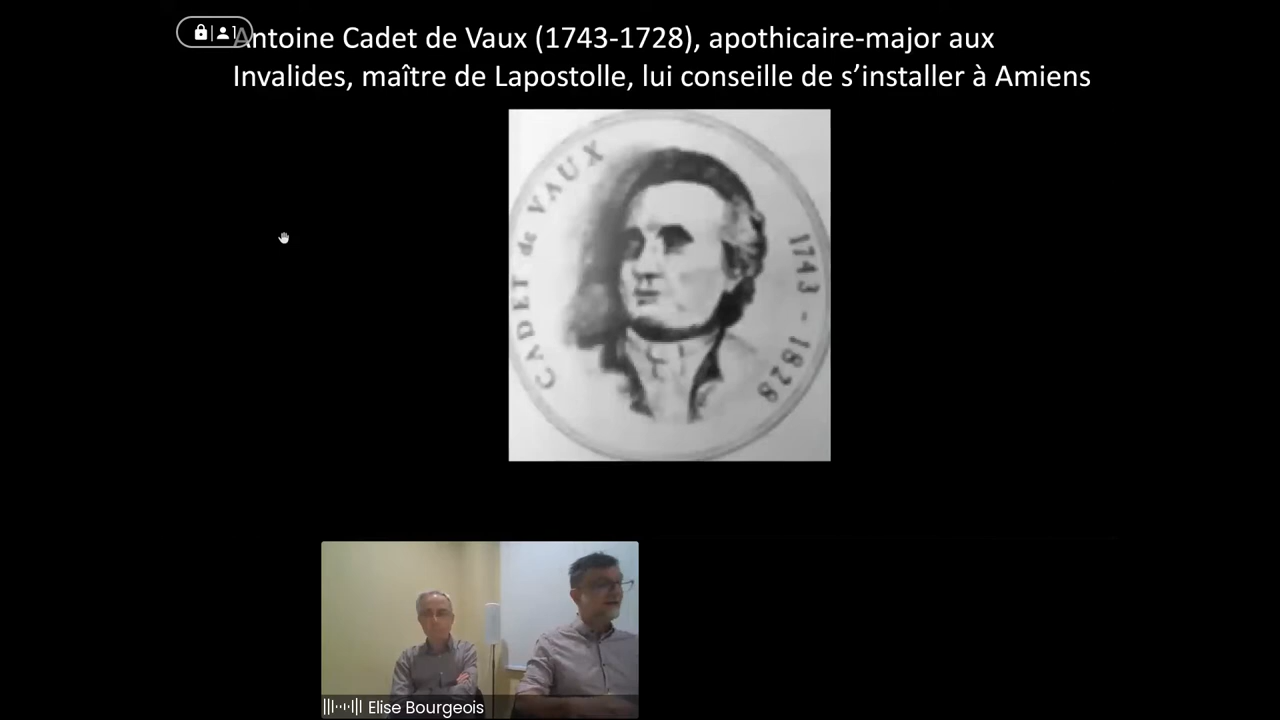 Antoine Cadet de Vaux (1743-1728), apothicaire-major aux
Invalides, maître de Lapostolle, lui conseille de s’installer à Amiens
CADET de VAUX
1743 - 1828
Elise Bourgeois